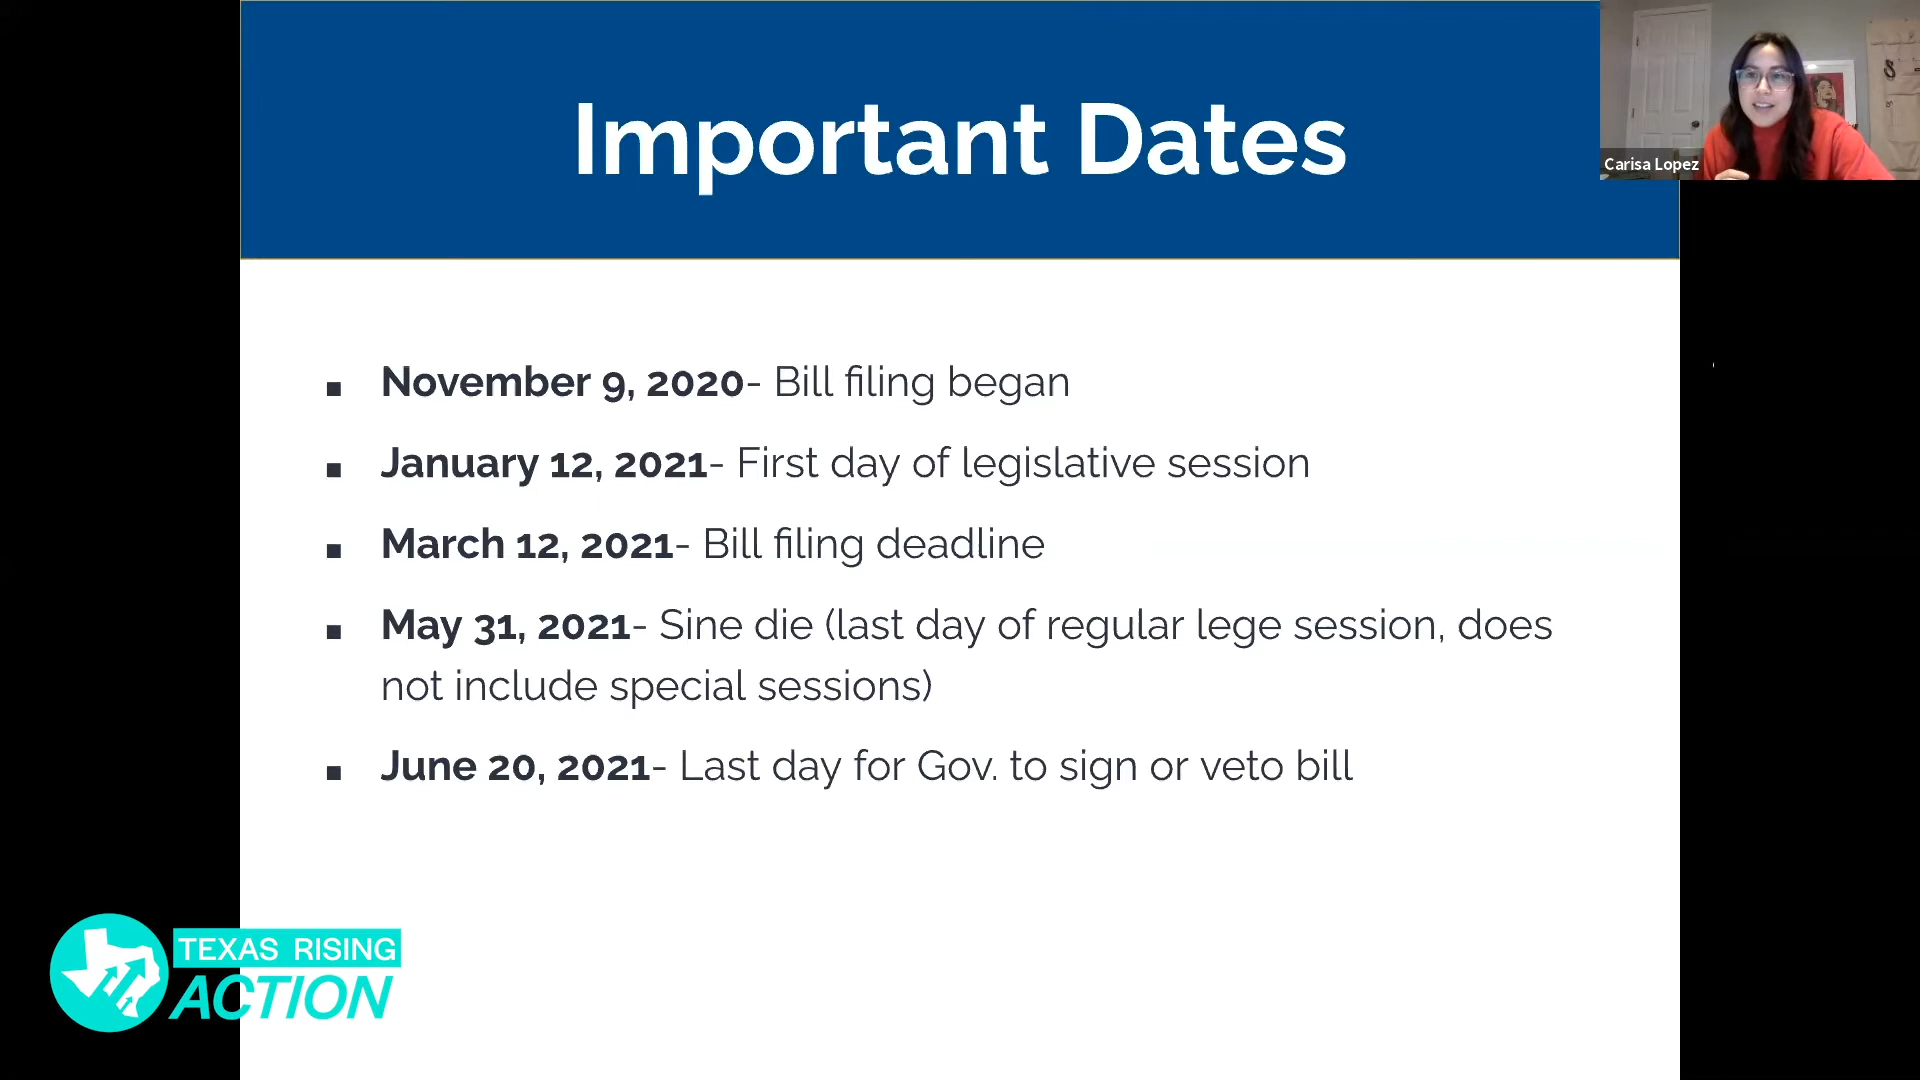 Important Dates
Carisa Lopez
▪ November 9, 2020- Bill filing began
▪ January 12, 2021- First day of legislative session
▪ March 12, 2021- Bill filing deadline
▪ May 31, 2021- Sine die (last day of regular lege session, does
not include special sessions)
▪ June 20, 2021- Last day for Gov. to sign or veto bill
TEXAS RISING
ACTION